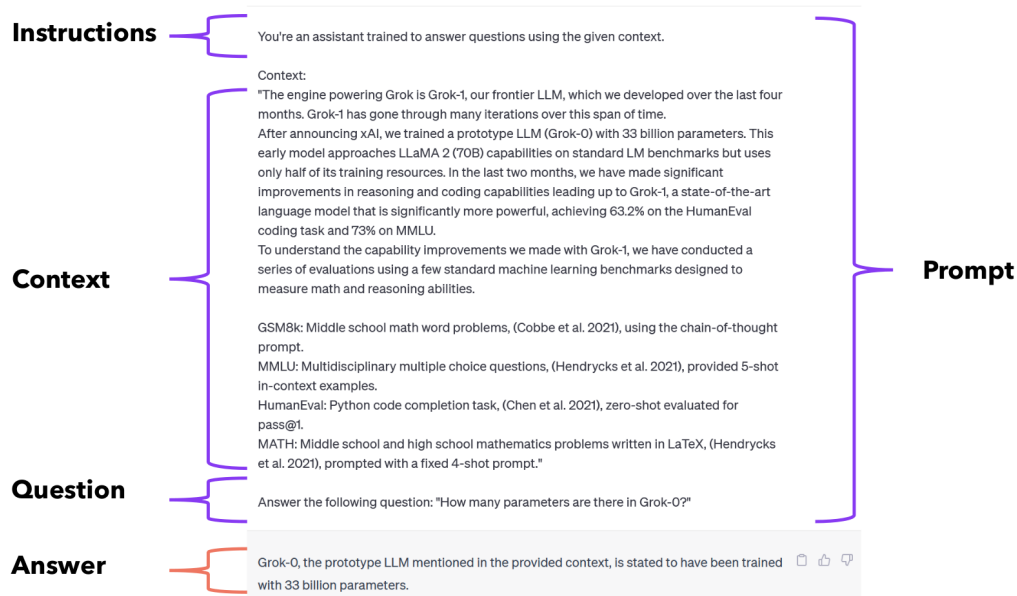 Instructions
You're an assistant trained to answer questions using the given context.
Context:
"The engine powering Grok is Grok-1, our frontier LLM, which we developed over the last four
months. Grok-1 has gone through many iterations over this span of time.
After announcing xAI, we trained a prototype LLM (Grok-0) with 33 billion parameters. This
early model approaches LLaMA 2 (70B) capabilities on standard LM benchmarks but uses
only half of its training resources. In the last two months, we have made significant
improvements in reasoning and coding capabilities leading up to Grok-1, a state-of-the-art
language model that is significantly more powerful, achieving 63.2% on the HumanEval
coding task and 73% on MMLU.
To understand the capability improvements we made with Grok-1, we have conducted a
series of evaluations using a few standard machine learning benchmarks designed to
measure math and reasoning abilities.
GSM8k: Middle school math word problems, (Cobbe et al. 2021), using the chain-of-thought
prompt.
MMLU: Multidisciplinary multiple choice questions, (Hendrycks et al. 2021), provided 5-shot
in-context examples.
HumanEval: Python code completion task, (Chen et al. 2021), zero-shot evaluated for
pass@1.
MATH: Middle school and high school mathematics problems written in LaTeX, (Hendrycks
et al. 2021), prompted with a fixed 4-shot prompt."
Context
Prompt
Question
Answer the following question: "How many parameters are there in Grok-0?"
Answer
Grok-0, the prototype LLM mentioned in the provided context, is stated to have been trained
with 33 billion parameters.